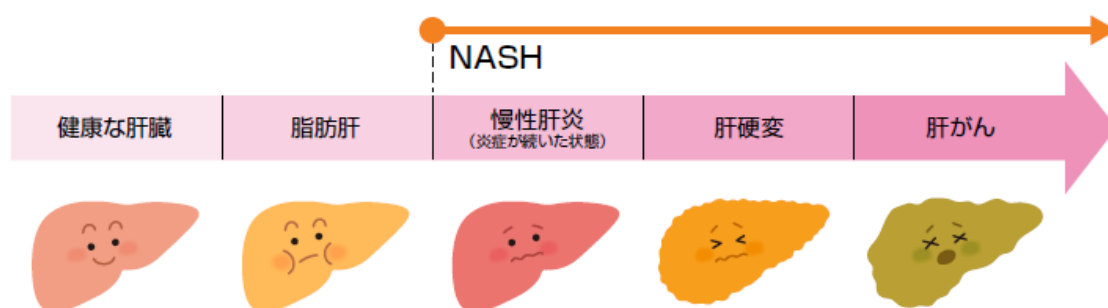 NASH
健康な肝臓
脂肪肝
慢性肝炎
（炎症が続いた状態）
肝硬変
肝がん